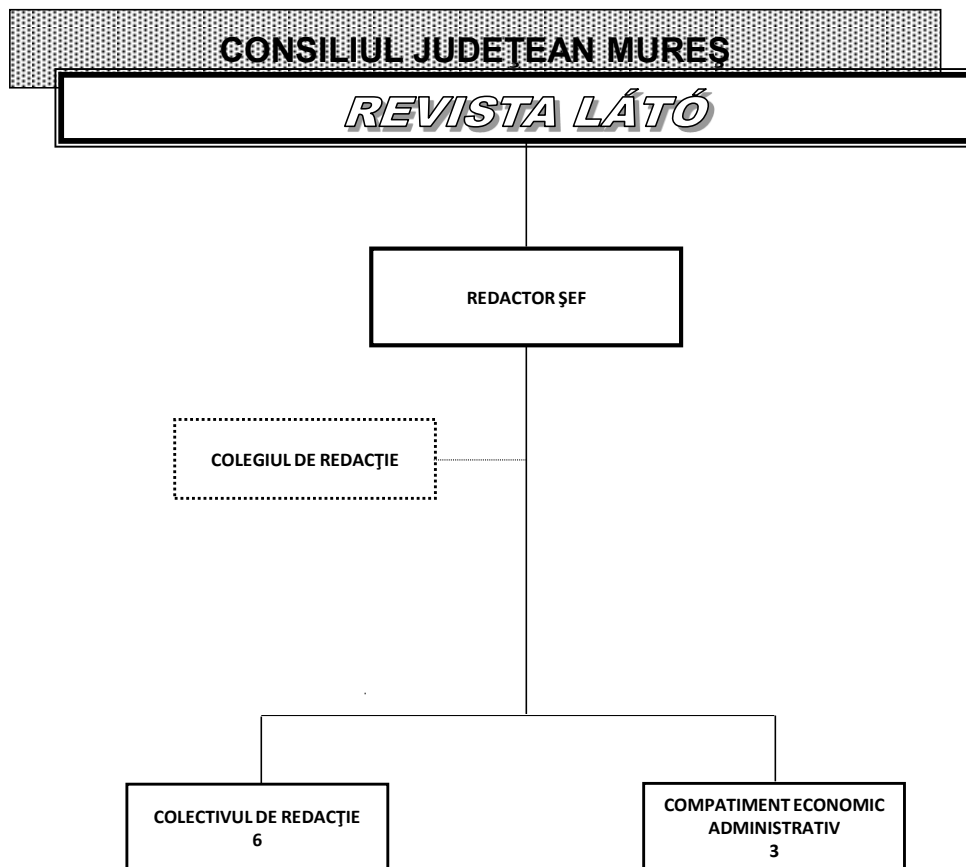 CONSILIUL JUDEŢEAN MUREŞ
REVISTA LÁTÓ
REDACTOR ŞEF
COLEGIUL DE REDACŢIE
COLECTIVUL DE REDACŢIE
6
COMPATIMENT ECONOMIC
ADMINISTRATIV
3